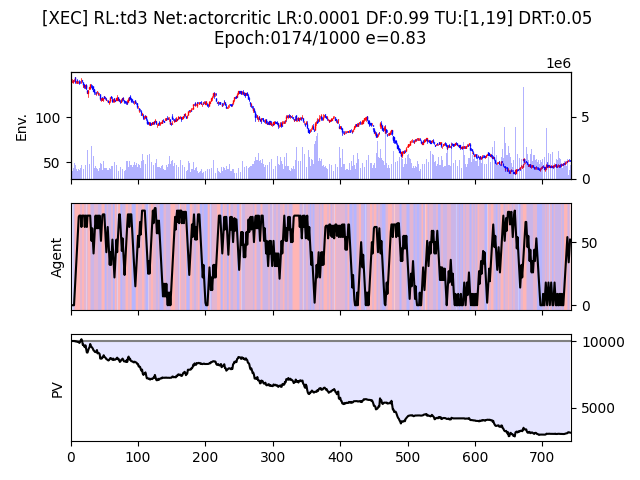 [XEC] RL:td3 Net:actorcritic LR:0.0001 DF:0.99 TU:[1,19] DRT:0.05
Epoch:0174/1000 e=0.83
1e6
Env.
100
50
5
0
Agent
50
0
PV
10000
5000
0 100 200 300 400 500 600 700